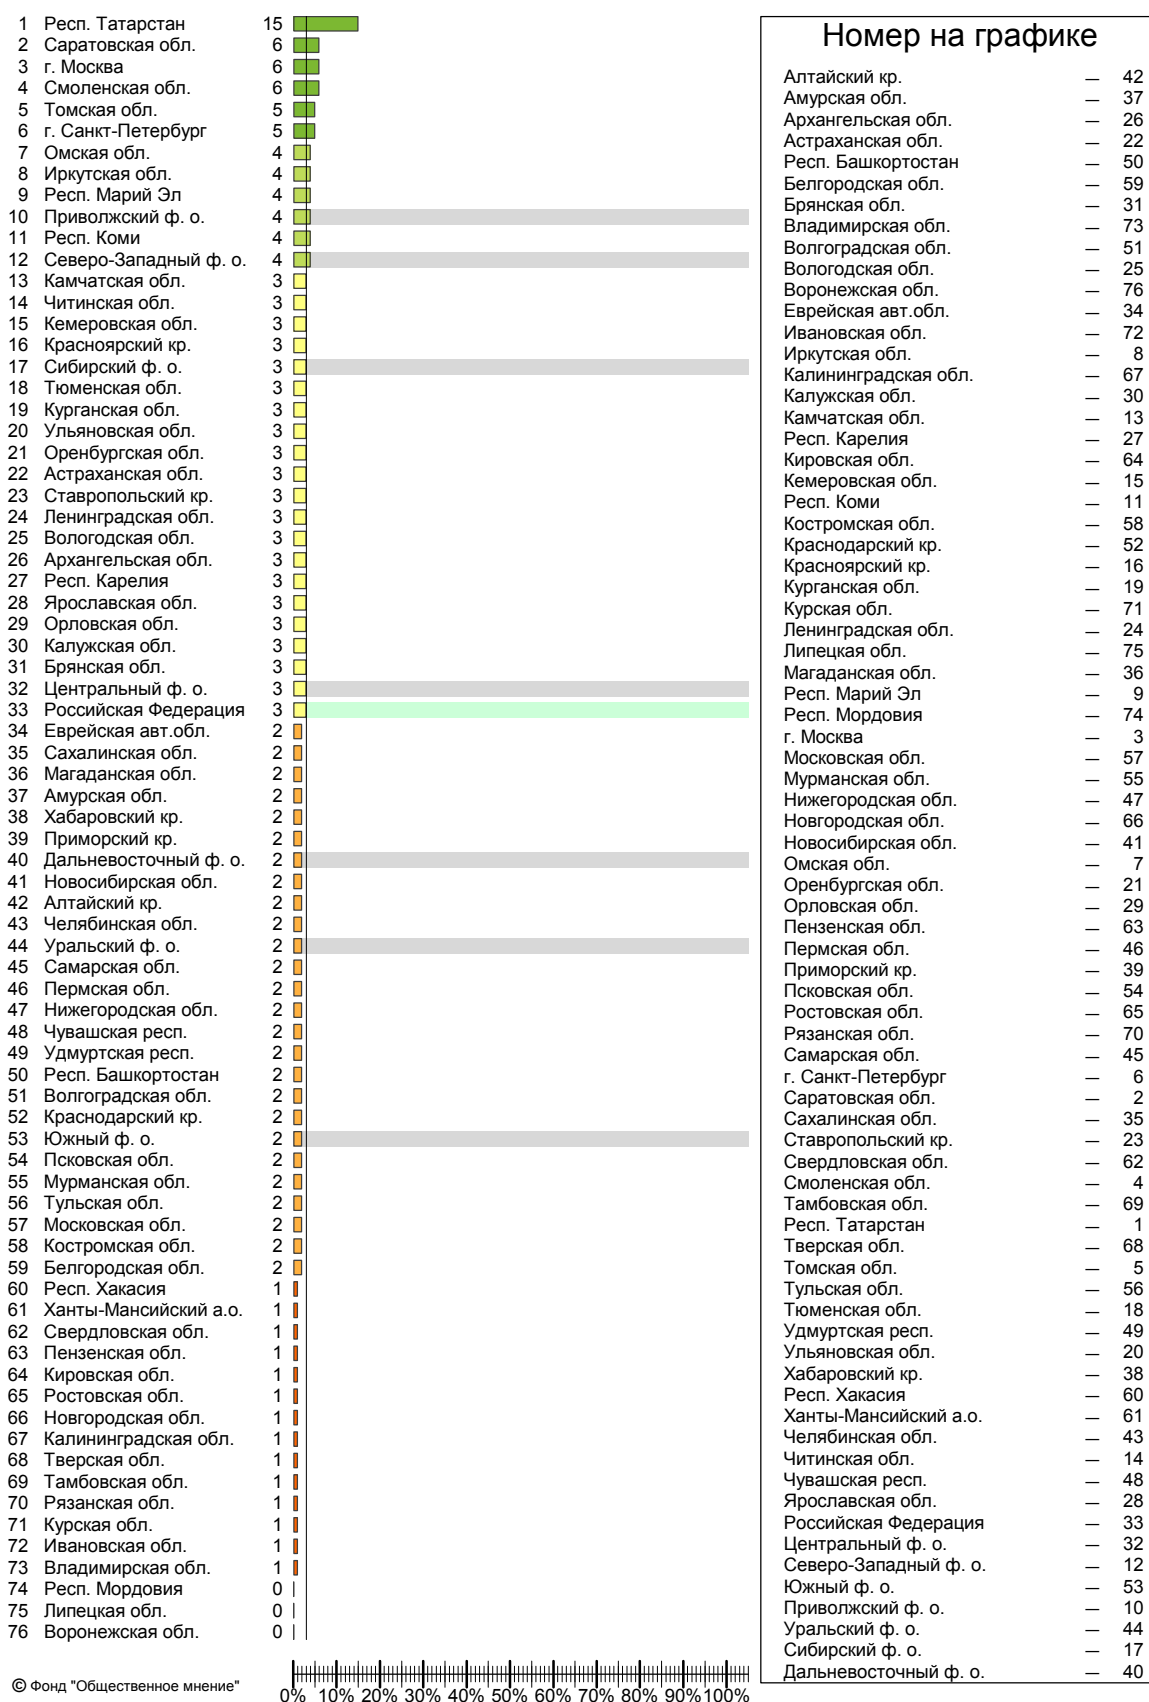 1 Респ. Татарстан 15
2 Саратовская обл. 6
3 г. Москва 6
4 Смоленская обл. 6
5 Томская обл. 5
6 г. Санкт-Петербург 5
7 Омская обл. 4
8 Иркутская обл. 4
9 Респ. Марий Эл 4
10 Приволжский ф. о. 4
11 Респ. Коми 4
12 Северо-Западный ф. о. 4
13 Камчатская обл. 3
14 Читинская обл. 3
15 Кемеровская обл. 3
16 Красноярский кр. 3
17 Сибирский ф. о. 3
18 Тюменская обл. 3
19 Курганская обл. 3
20 Ульяновская обл. 3
21 Оренбургская обл. 3
22 Астраханская обл. 3
23 Ставропольский кр. 3
24 Ленинградская обл. 3
25 Вологодская обл. 3
26 Архангельская обл. 3
27 Респ. Карелия 3
28 Ярославская обл. 3
29 Орловская обл. 3
30 Калужская обл. 3
31 Брянская обл. 3
32 Центральный ф. о. 3
33 Российская Федерация 3
34 Еврейская авт.обл. 2
35 Сахалинская обл. 2
36 Магаданская обл. 2
37 Амурская обл. 2
38 Хабаровский кр. 2
39 Приморский кр. 2
40 Дальневосточный ф. о. 2
41 Новосибирская обл. 2
42 Алтайский кр. 2
43 Челябинская обл. 2
44 Уральский ф. о. 2
45 Самарская обл. 2
46 Пермская обл. 2
47 Нижегородская обл. 2
48 Чувашская респ. 2
49 Удмуртская респ. 2
50 Респ. Башкортостан 2
51 Волгоградская обл. 2
52 Краснодарский кр. 2
53 Южный ф. о. 2
54 Псковская обл. 2
55 Мурманская обл. 2
56 Тульская обл. 2
57 Московская обл. 2
58 Костромская обл. 2
59 Белгородская обл. 2
60 Респ. Хакасия 1
61 Ханты-Мансийский а.о. 1
62 Свердловская обл. 1
63 Пензенская обл. 1
64 Кировская обл. 1
65 Ростовская обл. 1
66 Новгородская обл. 1
67 Калининградская обл. 1
68 Тверская обл. 1
69 Тамбовская обл. 1
70 Рязанская обл. 1
71 Курская обл. 1
72 Ивановская обл. 1
73 Владимирская обл. 1
74 Респ. Мордовия 0
75 Липецкая обл. 0
76 Воронежская обл. 0
0% 10% 20% 30% 40% 50% 60% 70% 80% 90% 100%
© Фонд "Общественное мнение"
Номер на графике
Алтайский кр. — 42
Амурская обл. — 37
Архангельская обл. — 26
Астраханская обл. — 22
Респ. Башкортостан — 50
Белгородская обл. — 59
Брянская обл. — 31
Владимирская обл. — 73
Волгоградская обл. — 51
Вологодская обл. — 25
Воронежская обл. — 76
Еврейская авт.обл. — 34
Ивановская обл. — 72
Иркутская обл. — 8
Калининградская обл. — 67
Калужская обл. — 30
Камчатская обл. — 13
Респ. Карелия — 27
Кировская обл. — 64
Кемеровская обл. — 15
Респ. Коми — 11
Костромская обл. — 58
Краснодарский кр. — 52
Красноярский кр. — 16
Курганская обл. — 19
Курская обл. — 71
Ленинградская обл. — 24
Липецкая обл. — 75
Магаданская обл. — 36
Респ. Марий Эл — 9
Респ. Мордовия — 74
г. Москва — 3
Московская обл. — 57
Мурманская обл. — 55
Нижегородская обл. — 47
Новгородская обл. — 66
Новосибирская обл. — 41
Омская обл. — 7
Оренбургская обл. — 21
Орловская обл. — 29
Пензенская обл. — 63
Пермская обл. — 46
Приморский кр. — 39
Псковская обл. — 54
Ростовская обл. — 65
Рязанская обл. — 70
Самарская обл. — 45
г. Санкт-Петербург — 6
Саратовская обл. — 2
Сахалинская обл. — 35
Ставропольский кр. — 23
Свердловская обл. — 62
Смоленская обл. — 4
Тамбовская обл. — 69
Респ. Татарстан — 1
Тверская обл. — 68
Томская обл. — 5
Тульская обл. — 56
Тюменская обл. — 18
Удмуртская респ. — 49
Ульяновская обл. — 20
Хабаровский кр. — 38
Респ. Хакасия — 60
Ханты-Мансийский а.о. — 61
Челябинская обл. — 43
Читинская обл. — 14
Чувашская респ. — 48
Ярославская обл. — 28
Российская Федерация — 33
Центральный ф. о. — 32
Северо-Западный ф. о. — 12
Южный ф. о. — 53
Приволжский ф. о. — 10
Уральский ф. о. — 44
Сибирский ф. о. — 17
Дальневосточный ф. о. — 40